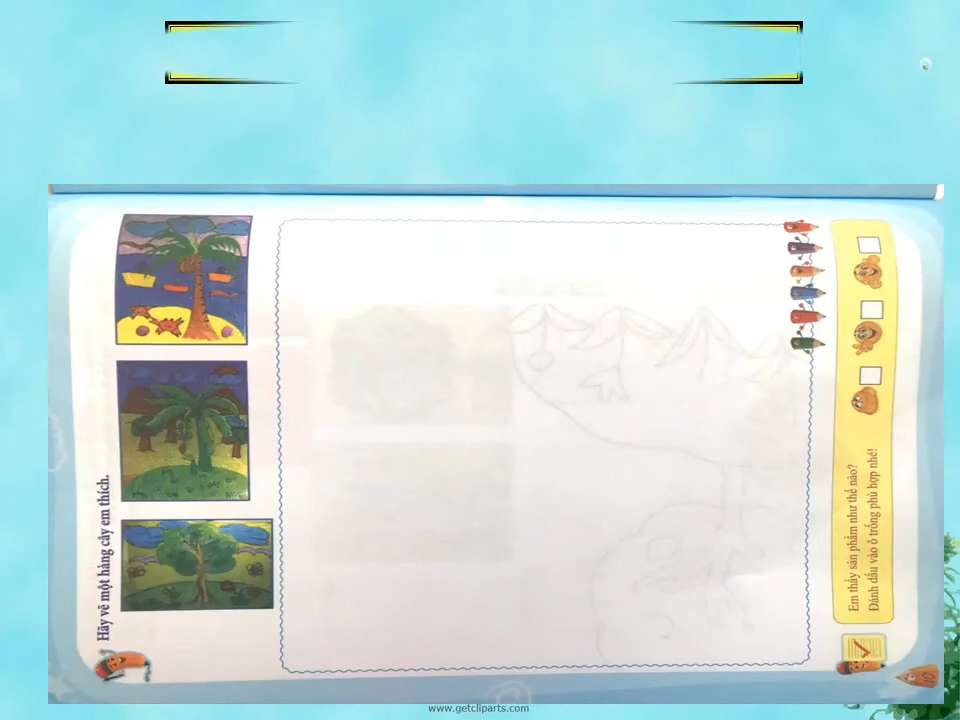 Hãy vẽ một hàng cây em thích.
Em thấy sản phẩm như thế nào?
Đánh dấu vào ô trống phù hợp nhé!
10
www.getcliparts.com